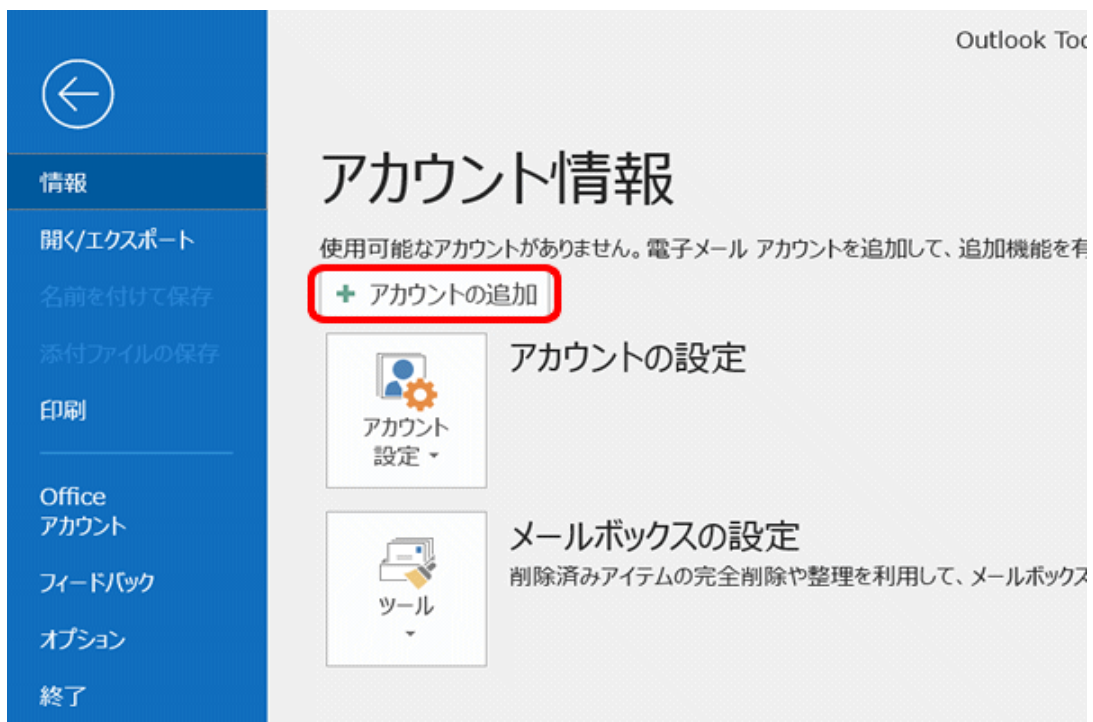 Outlook Toc
情報
開く/エクスポート
名前を付けて保存
添付ファイルの保存
印刷
Office
アカウント
フィードバック
オプション
終了
アカウント情報
使用可能なアカウントがありません。電子メール アカウントを追加して、追加機能を有
アカウントの追加
アカウント
設定
アカウントの設定
ツール
メールボックスの設定
削除済みアイテムの完全削除や整理を利用して、メールボックス